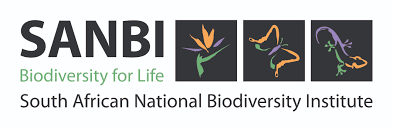 SANBI
Biodiversity for Life
South African National Biodiversity Institute